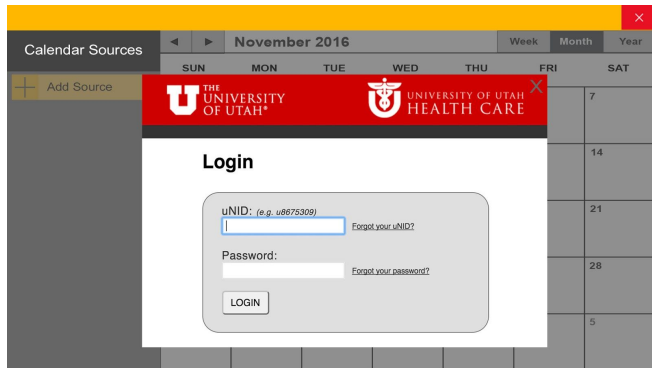 ×
Calendar Sources
◄ ► November 2016 Week Month Year
SUN MON TUE WED THU FRI SAT
Add Source
THE
UNIVERSITY
OF UTAH®
UNIVERSITY OF UTAH
HEALTH CARE
X
7
Login
14
uNID: (e.g. u8675309)
Forgot your uNID?
21
Password:
Forgot your password?
28
LOGIN
5